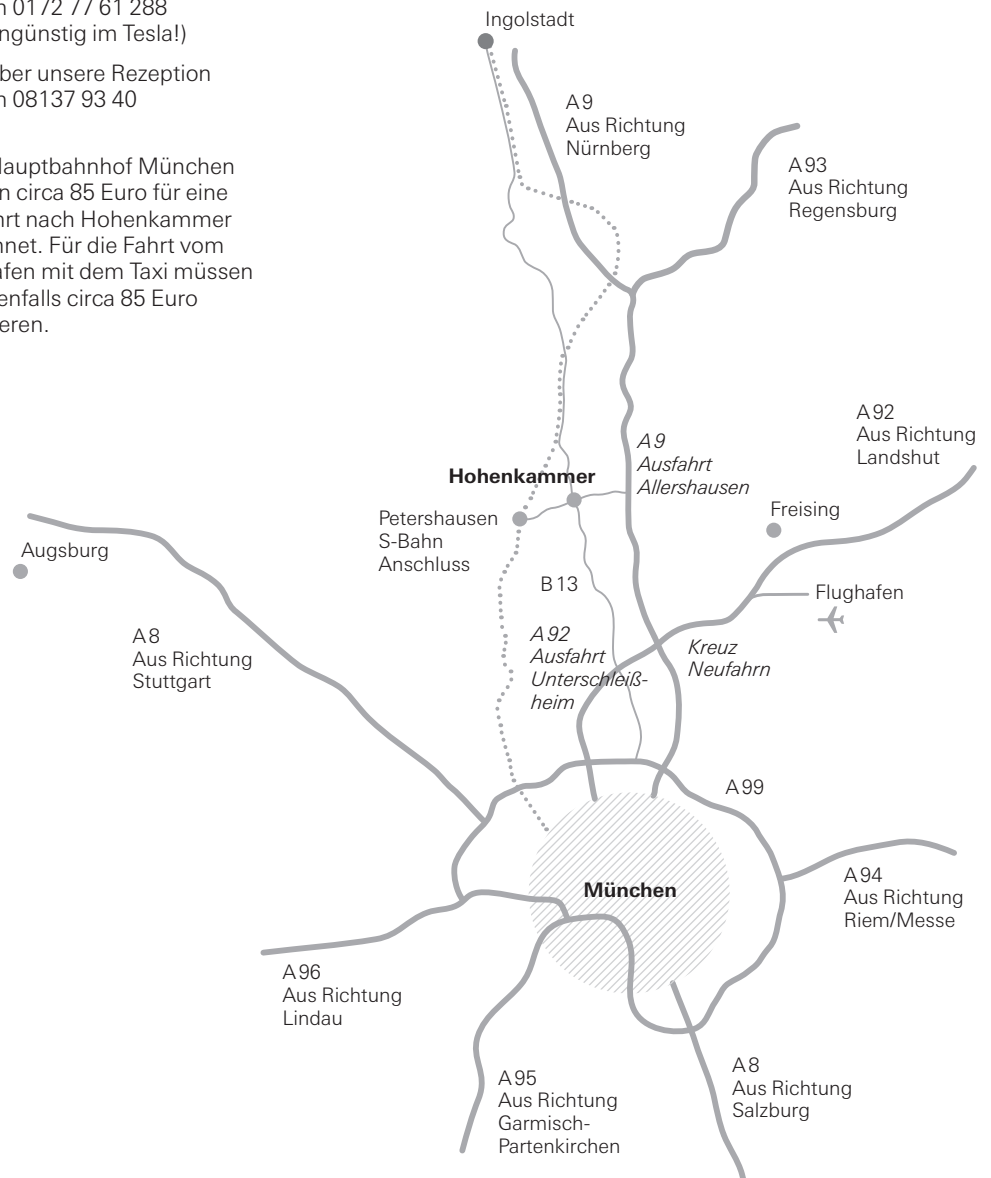 n 0172 77 61 288
ngünstig im Tesla!)
ber unsere Rezeption
n 08137 93 40
Hauptbahnhof München
n circa 85 Euro für eine
hrt nach Hohenkammer
hnet. Für die Fahrt vom
afen mit dem Taxi müssen
enfalls circa 85 Euro
eren.
Ingolstadt
A 9
Aus Richtung
Nürnberg
A 93
Aus Richtung
Regensburg
A 92
Aus Richtung
Landshut
A 9
Ausfahrt
Allershausen
Hohenkammer
Petershausen
S-Bahn
Anschluss
Freising
Augsburg
B 13
Flughafen
A 8
Aus Richtung
Stuttgart
A 92
Ausfahrt
Unterschleiß-
heim
Kreuz
Neufahrn
A 99
München
A 94
Aus Richtung
Riem/Messe
A 96
Aus Richtung
Lindau
A 95
Aus Richtung
Garmisch-
Partenkirchen
A 8
Aus Richtung
Salzburg